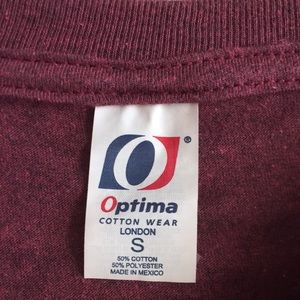 ®
Optima
COTTON WEAR
LONDON
S
50% COTTON
50% POLYESTER
MADE IN MEXICO